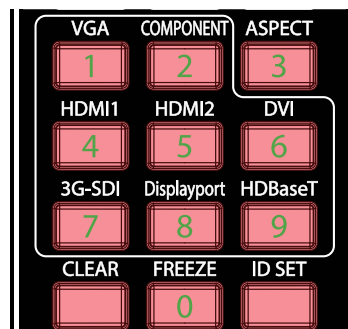 VGA COMPONENT ASPECT
1 2 3
HDMI1 HDMI2 DVI
4 5 6
3G-SDI Displayport HDBaseT
7 8 9
CLEAR FREEZE ID SET
0